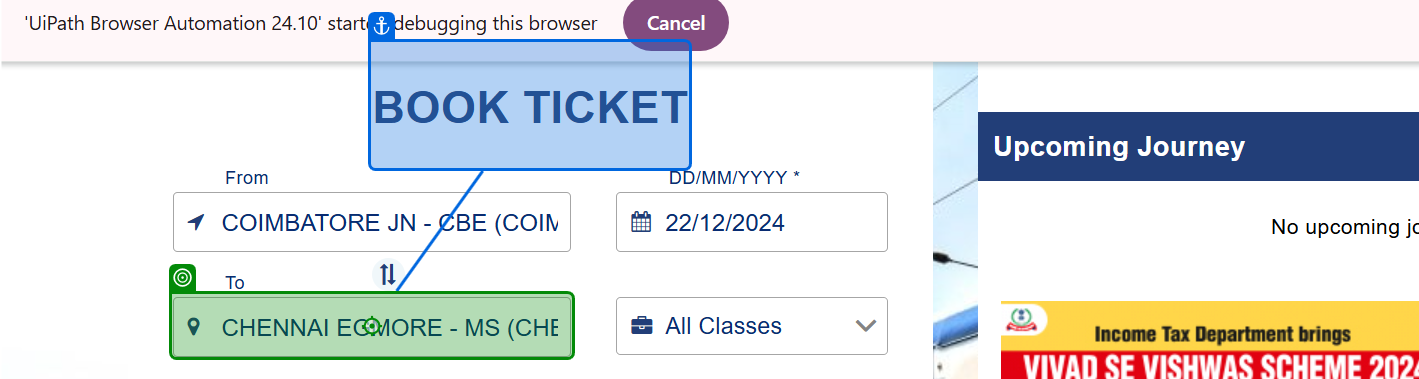 'UiPath Browser Automation 24.10' started debugging this browser
Cancel
BOOK TICKET
From
DD/MM/YYYY *
COIMBATORE JN - CBE (COIM
22/12/2024
To
CHENNAI EGMORE - MS (CHE
All Classes
Upcoming Journey
No upcoming jo
Income Tax Department brings
VIVAD SE VISHWAS SCHEME 2024